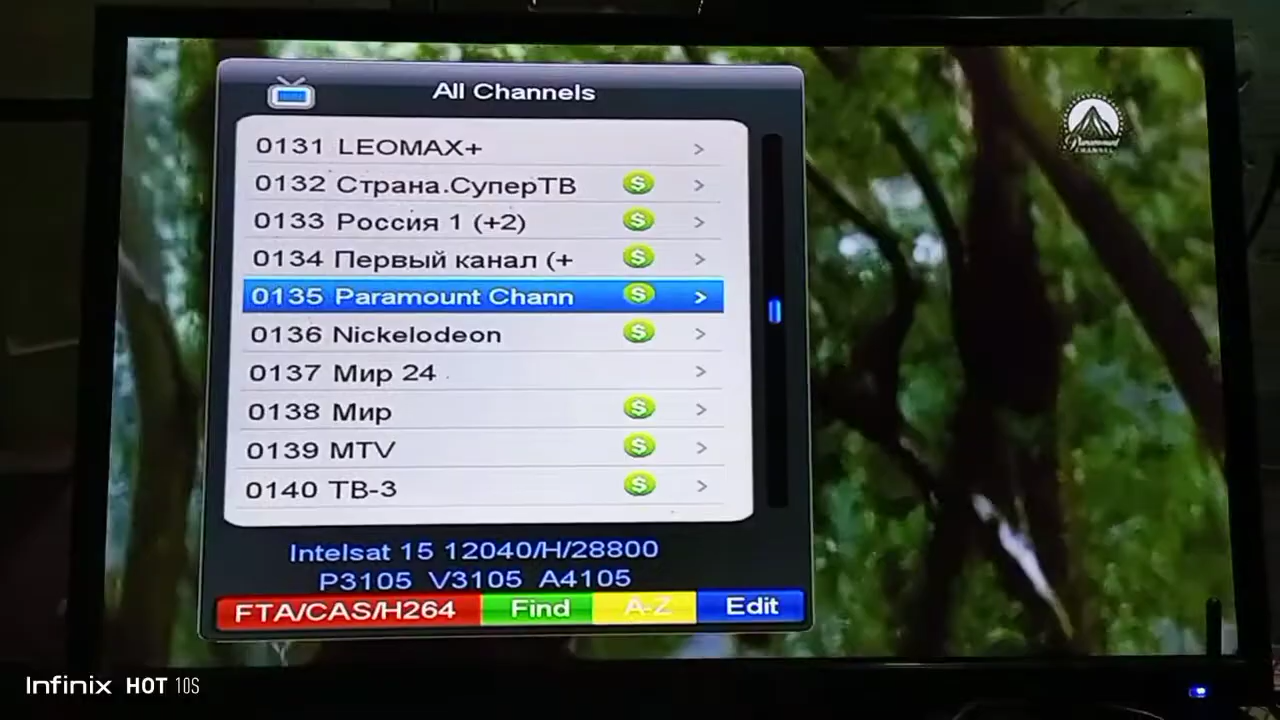 All Channels
0131 LEOMAX+ >
0132 Страна.СуперТВ $ >
0133 Россия 1 (+2) $ >
0134 Первый канал (+ $ >
0135 Paramount Chann $ >
0136 Nickelodeon $ >
0137 Мир 24 >
0138 Мир $ >
0139 MTV $ >
0140 ТВ-3 $ >
Intelsat 15 12040/H/28800
P3105 V3105 A4105
FTA/CAS/H264 Find A-Z Edit
Paramount
CHANNEL
Infinix HOT 10S